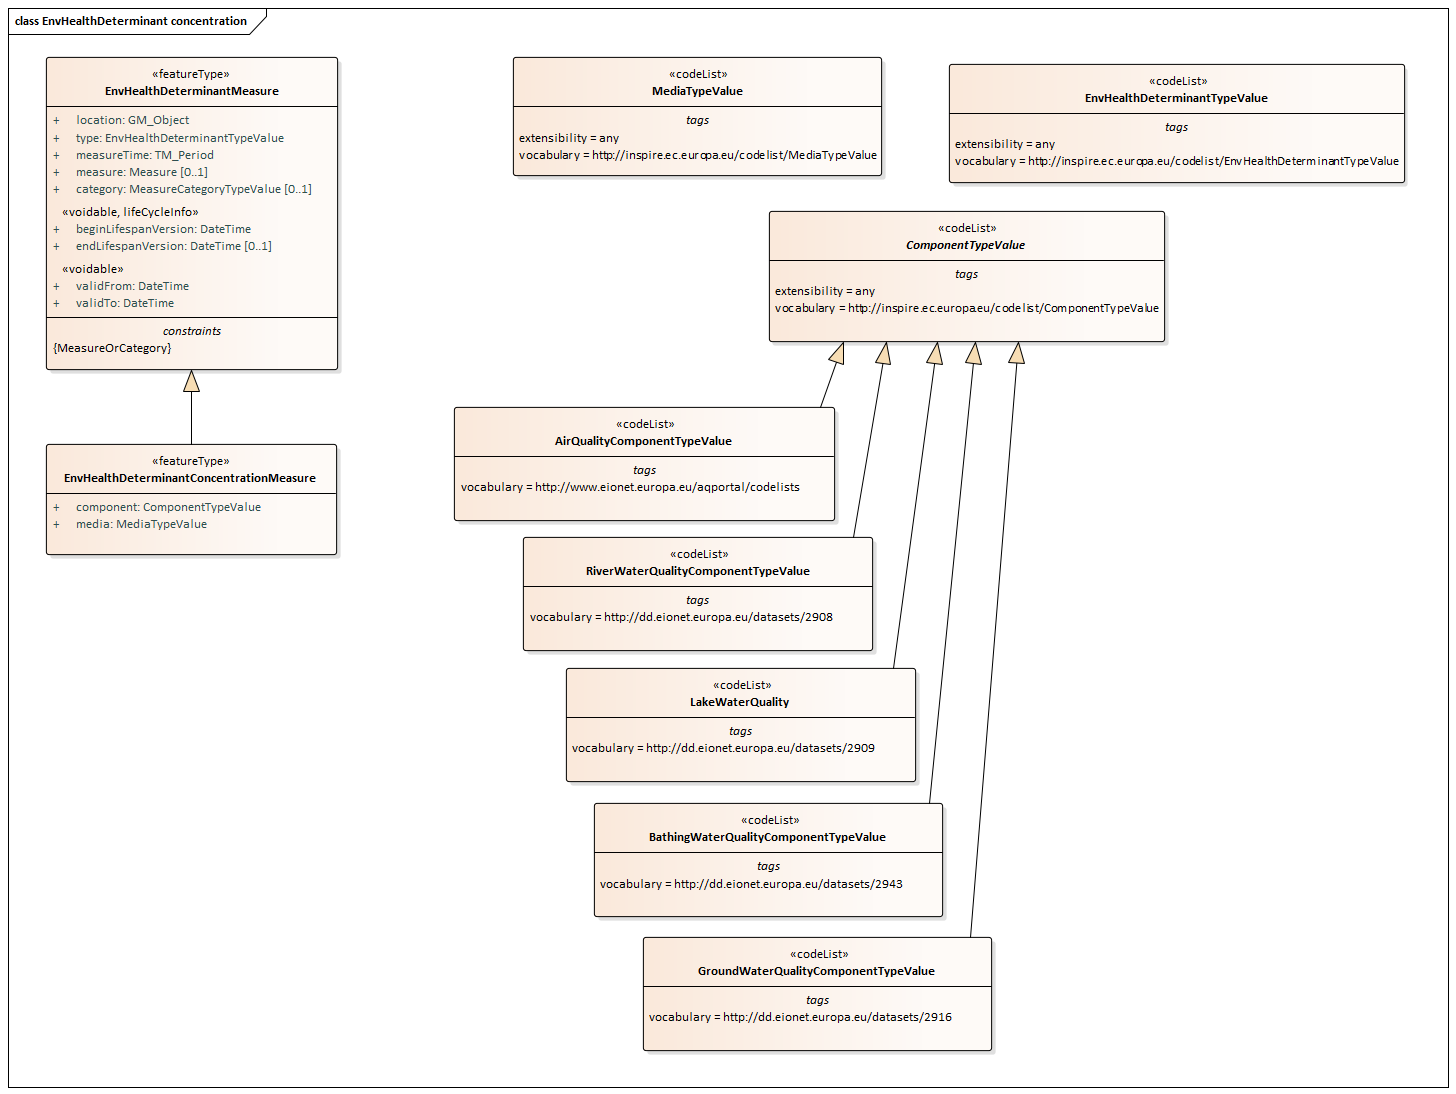 class EnvHealthDeterminant concentration
«featureType»
EnvHealthDeterminantMeasure
+ location: GM_Object
+ type: EnvHealthDeterminantTypeValue
+ measureTime: TM_Period
+ measure: Measure [0..1]
+ category: MeasureCategoryTypeValue [0..1]
«voidable, lifeCycleInfo»
+ beginLifespanVersion: DateTime
+ endLifespanVersion: DateTime [0..1]
«voidable»
+ validFrom: DateTime
+ validTo: DateTime
constraints
{MeasureOrCategory}
«featureType»
EnvHealthDeterminantConcentrationMeasure
+ component: ComponentTypeValue
+ media: MediaTypeValue
«codeList»
MediaTypeValue
tags
extensibility = any
vocabulary = http://inspire.ec.europa.eu/codelist/MediaTypeValue
«codeList»
EnvHealthDeterminantTypeValue
tags
extensibility = any
vocabulary = http://inspire.ec.europa.eu/codelist/EnvHealthDeterminantTypeValue
«codeList»
ComponentTypeValue
tags
extensibility = any
vocabulary = http://inspire.ec.europa.eu/codelist/ComponentTypeValue
«codeList»
AirQualityComponentTypeValue
tags
vocabulary = http://www.eionet.europa.eu/aqportal/codelists
«codeList»
RiverWaterQualityComponentTypeValue
tags
vocabulary = http://dd.eionet.europa.eu/datasets/2908
«codeList»
LakeWaterQuality
tags
vocabulary = http://dd.eionet.europa.eu/datasets/2909
«codeList»
BathingWaterQualityComponentTypeValue
tags
vocabulary = http://dd.eionet.europa.eu/datasets/2943
«codeList»
GroundWaterQualityComponentTypeValue
tags
vocabulary = http://dd.eionet.europa.eu/datasets/2916